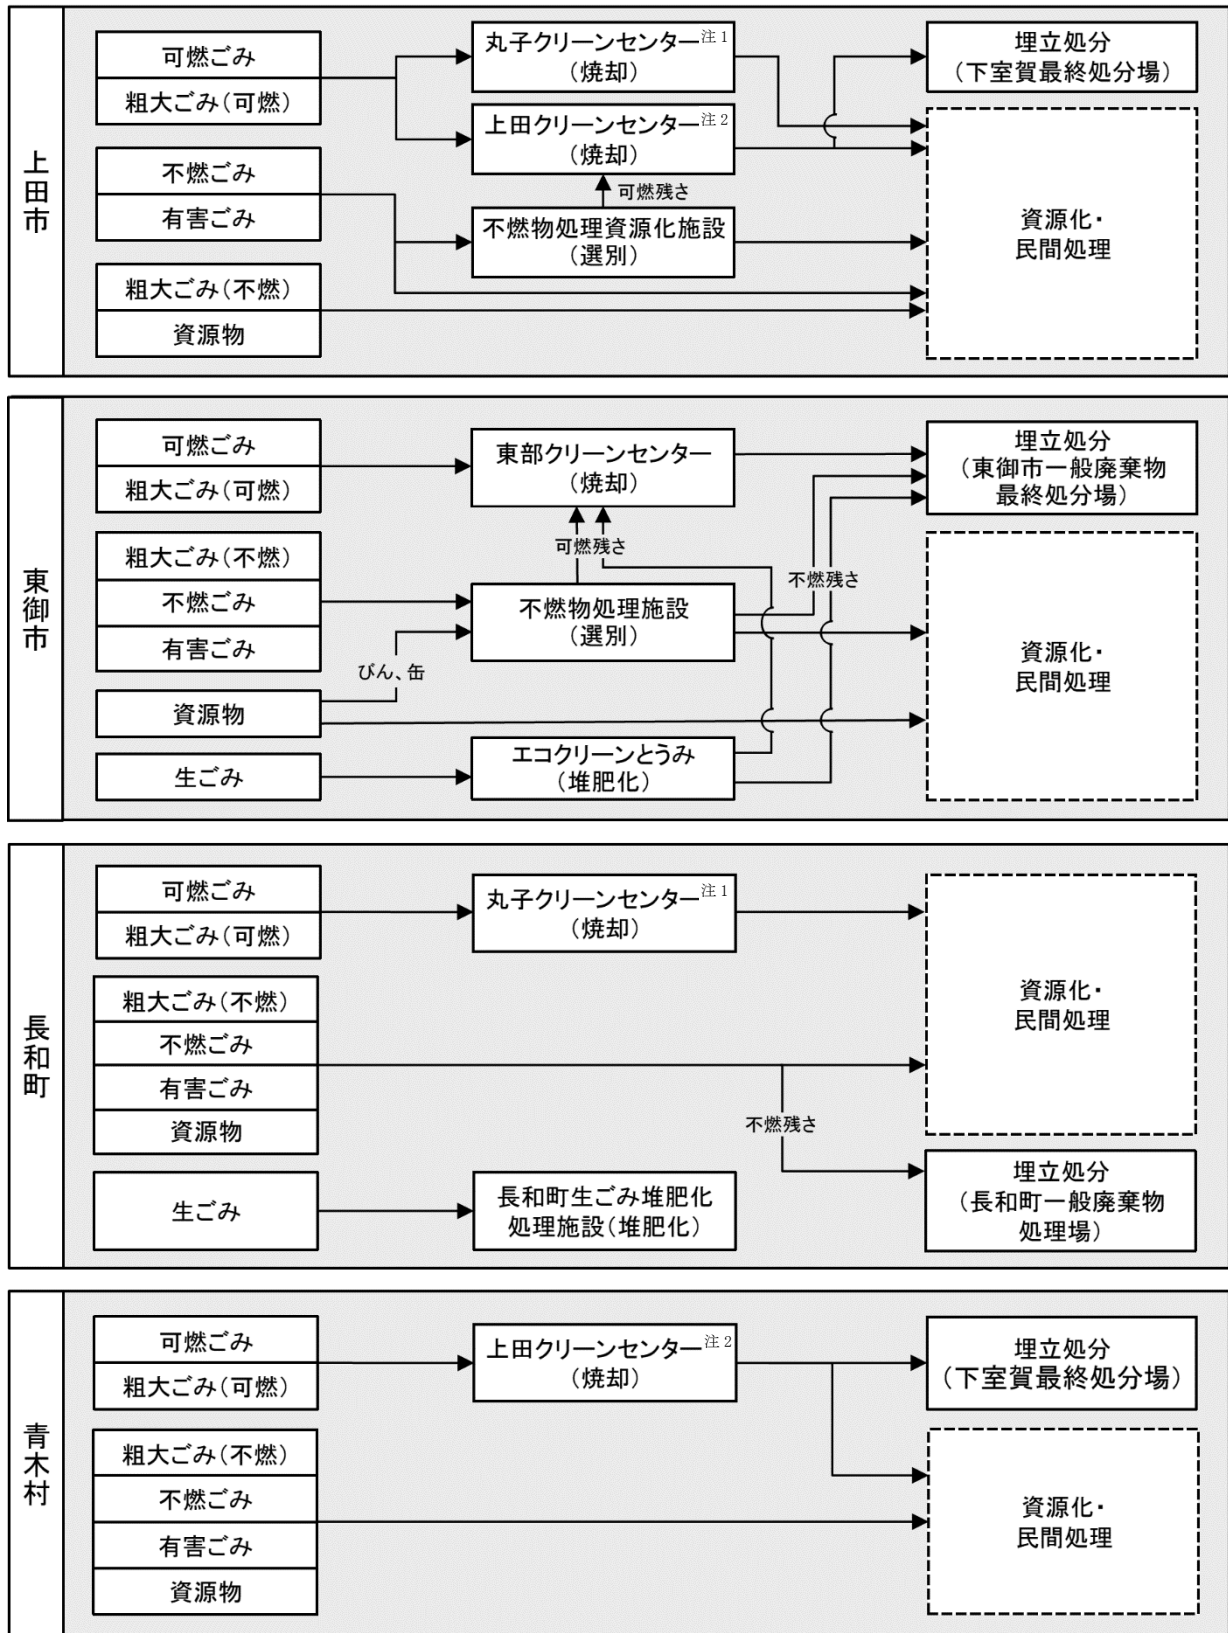 上田市
可燃ごみ
粗大ごみ（可燃）
不燃ごみ
有害ごみ
粗大ごみ（不燃）
資源物
丸子クリーンセンター注1
（焼却）
上田クリーンセンター注2
（焼却）
可燃残さ
不燃物処理資源化施設
（選別）
埋立処分
（下室賀最終処分場）
資源化・
民間処理
東御市
可燃ごみ
粗大ごみ（可燃）
粗大ごみ（不燃）
不燃ごみ
有害ごみ
資源物
生ごみ
びん、缶
東部クリーンセンター
（焼却）
可燃残さ
不燃物処理施設
（選別）
エコクリーンとうみ
（堆肥化）
不燃残さ
埋立処分
（東御市一般廃棄物
最終処分場）
資源化・
民間処理
長和町
可燃ごみ
粗大ごみ（可燃）
粗大ごみ（不燃）
不燃ごみ
有害ごみ
資源物
生ごみ
丸子クリーンセンター注1
（焼却）
長和町生ごみ堆肥化
処理施設（堆肥化）
不燃残さ
資源化・
民間処理
埋立処分
（長和町一般廃棄物
処理場）
青木村
可燃ごみ
粗大ごみ（可燃）
粗大ごみ（不燃）
不燃ごみ
有害ごみ
資源物
上田クリーンセンター注2
（焼却）
埋立処分
（下室賀最終処分場）
資源化・
民間処理